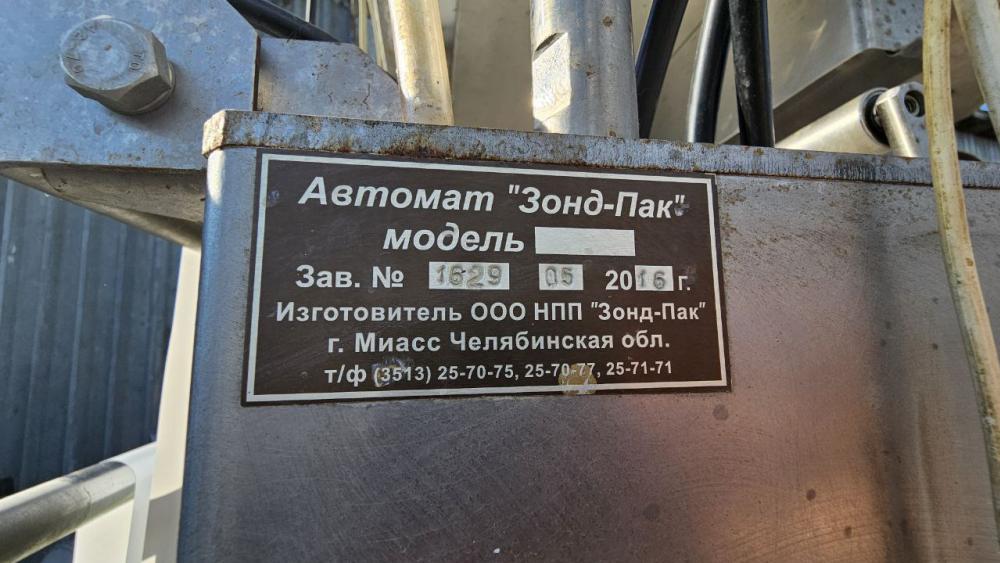 Автомат "Зонд-Пак"
модель
Зав. № 1629 05 2016 г.
Изготовитель ООО НПП "Зонд-Пак"
г. Миасс Челябинская обл.
т/ф (3513) 25-70-75, 25-70-77, 25-71-71